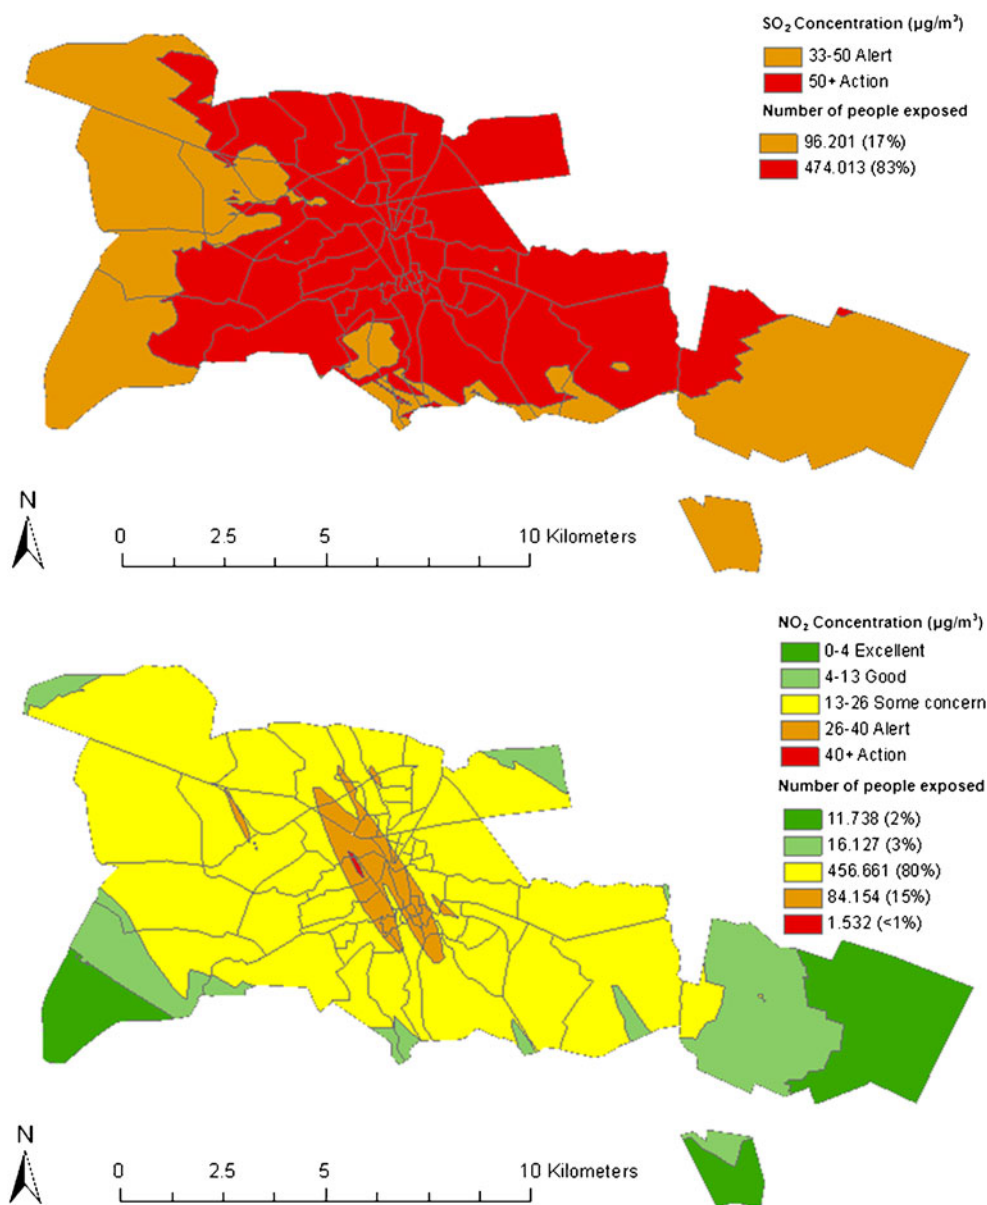 SO₂ Concentration (µg/m³)
33-50 Alert
50+ Action
Number of people exposed
96.201 (17%)
474.013 (83%)
N
0 2.5 5 10 Kilometers
NO₂ Concentration (µg/m³)
0-4 Excellent
4-13 Good
13-26 Some concern
26-40 Alert
40+ Action
Number of people exposed
11.738 (2%)
16.127 (3%)
456.661 (80%)
84.154 (15%)
1.532 (<1%)
N
0 2.5 5 10 Kilometers